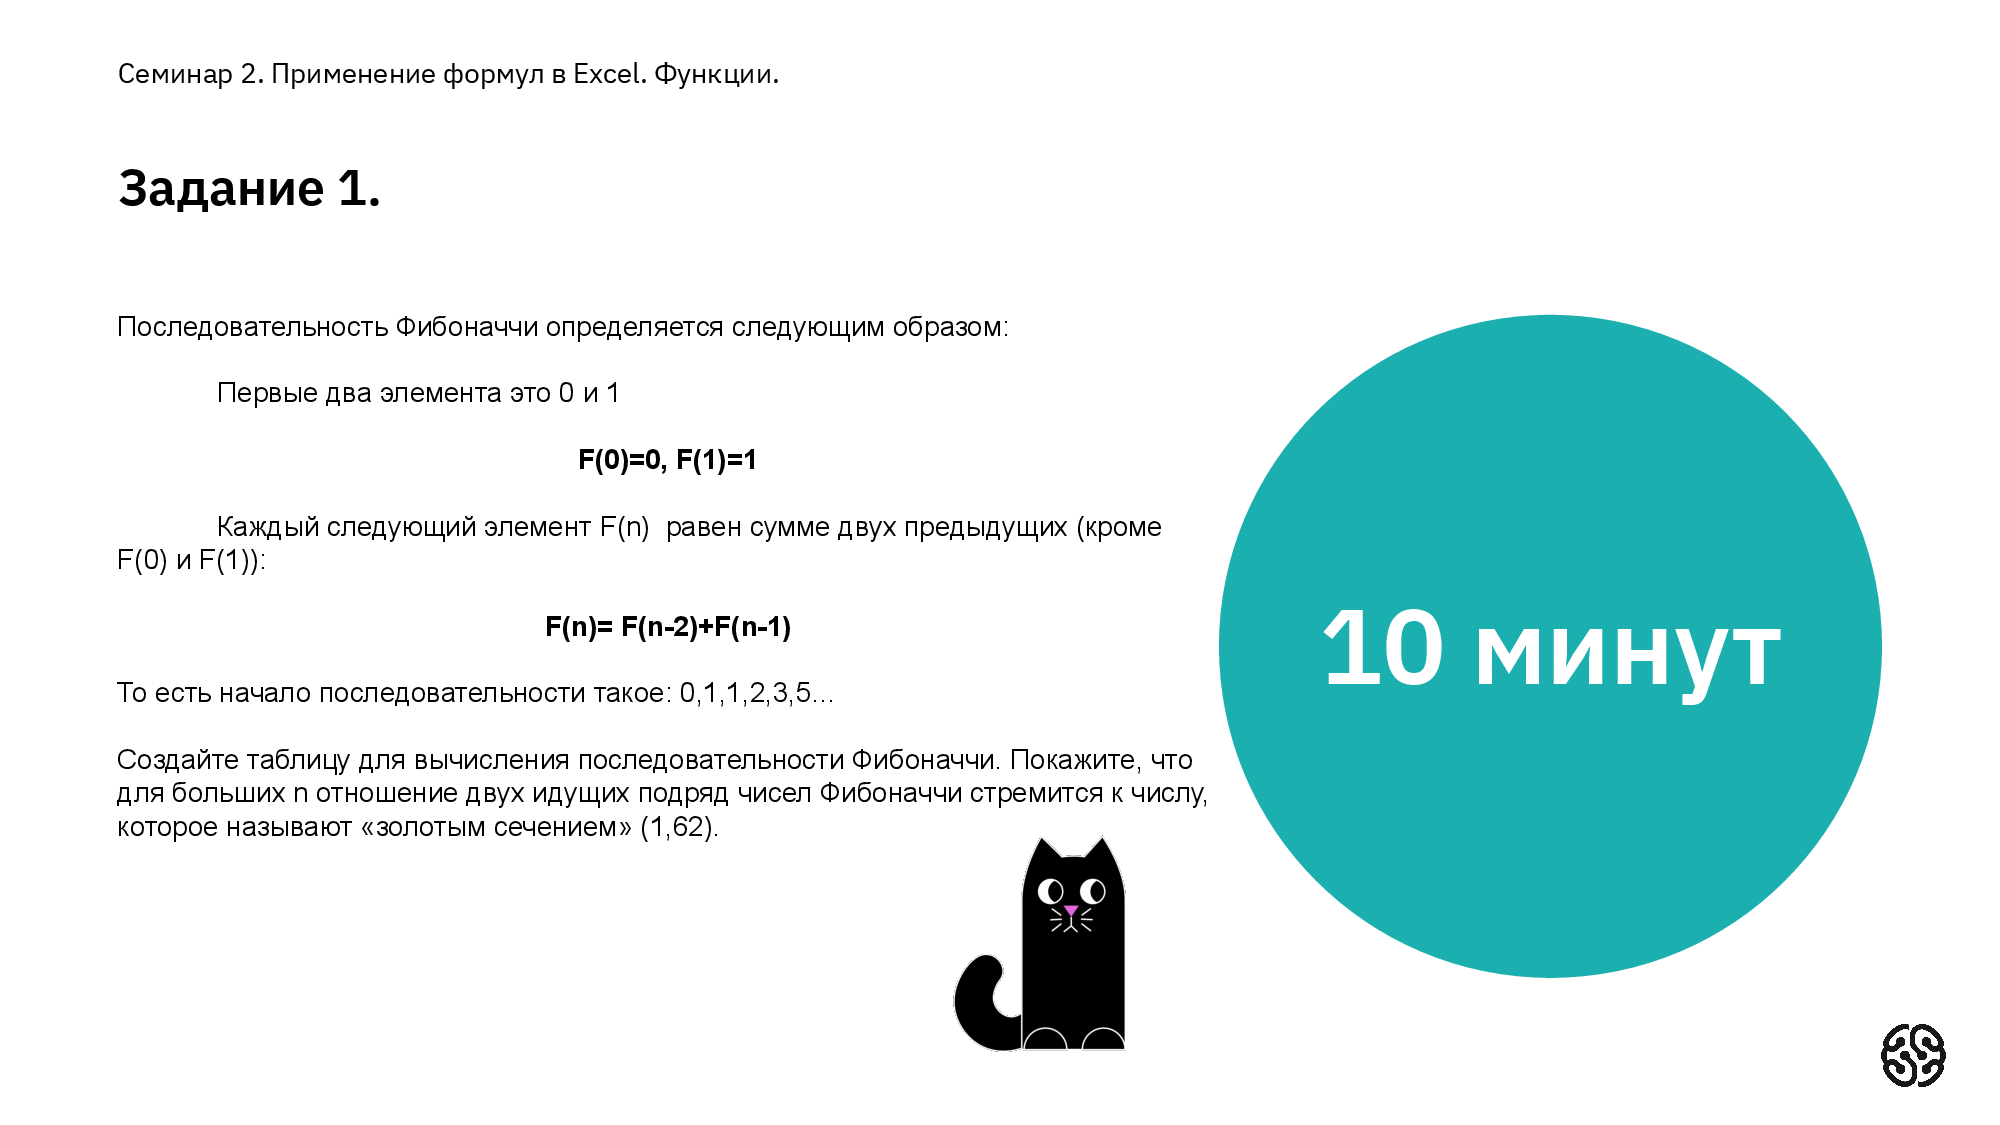 Семинар 2. Применение формул в Excel. Функции.
Задание 1.
Последовательность Фибоначчи определяется следующим образом:
Первые два элемента это 0 и 1
F(0)=0, F(1)=1
Каждый следующий элемент F(n)  равен сумме двух предыдущих (кроме
F(0) и F(1)):
F(n)= F(n-2)+F(n-1)
То есть начало последовательности такое: 0,1,1,2,3,5...
Создайте таблицу для вычисления последовательности Фибоначчи. Покажите, что
для больших n отношение двух идущих подряд чисел Фибоначчи стремится к числу,
которое называют «золотым сечением» (1,62).
10 минут